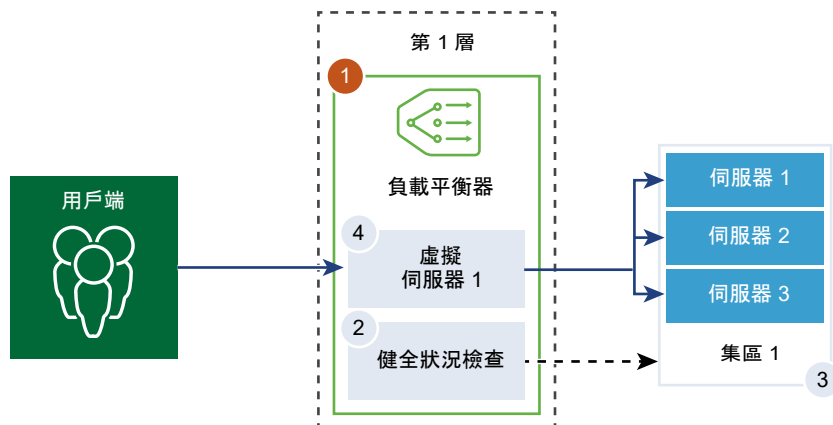 第 1 層
1
負載平衡器
用戶端
4
虛擬
伺服器 1
2
健全狀況檢查
伺服器 1
伺服器 2
伺服器 3
集區 1
3